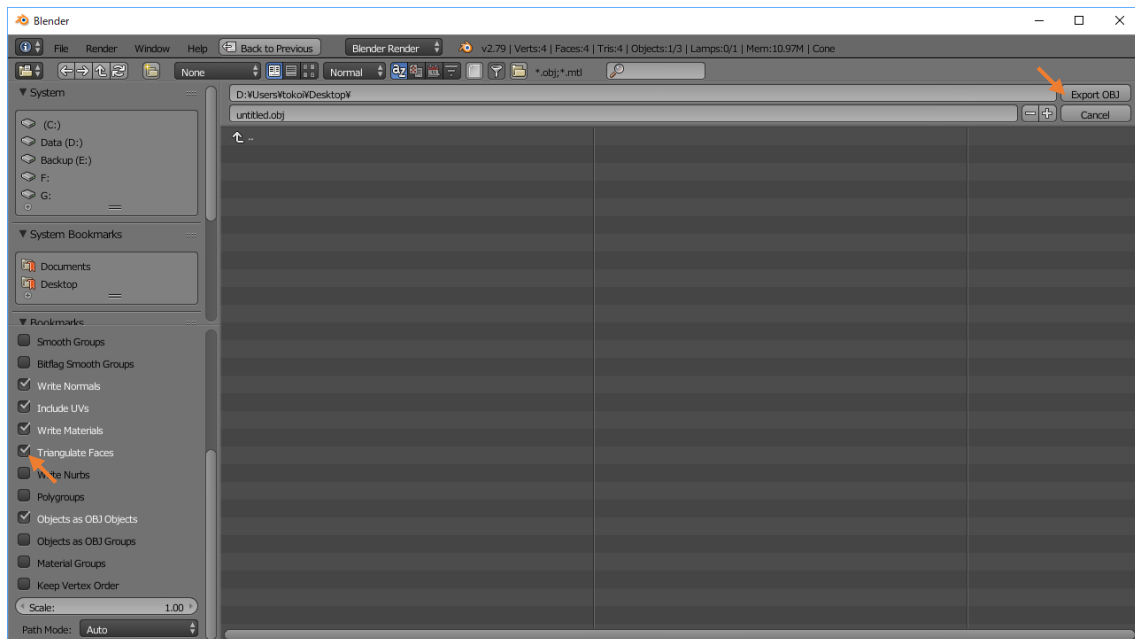 Blender
File Render Window Help Back to Previous Blender Render v2.79 | Verts:4 | Faces:4 | Tris:4 | Objects:1/3 | Lamps:0/1 | Mem:10.97M | Cone
None Normal *.obj;*.mtl
System
(C:)
Data (D:)
Backup (E:)
F:
G:
System Bookmarks
Documents
Desktop
Bookmarks
Smooth Groups
Bitflag Smooth Groups
Write Normals
Include UVs
Write Materials
Triangulate Faces
Write Nurbs
Polygroups
Objects as OBJ Objects
Objects as OBJ Groups
Material Groups
Keep Vertex Order
Scale: 1.00
Path Mode: Auto
D:¥Users¥tokoi¥Desktop¥
Export OBJ
untitled.obj
Cancel
..